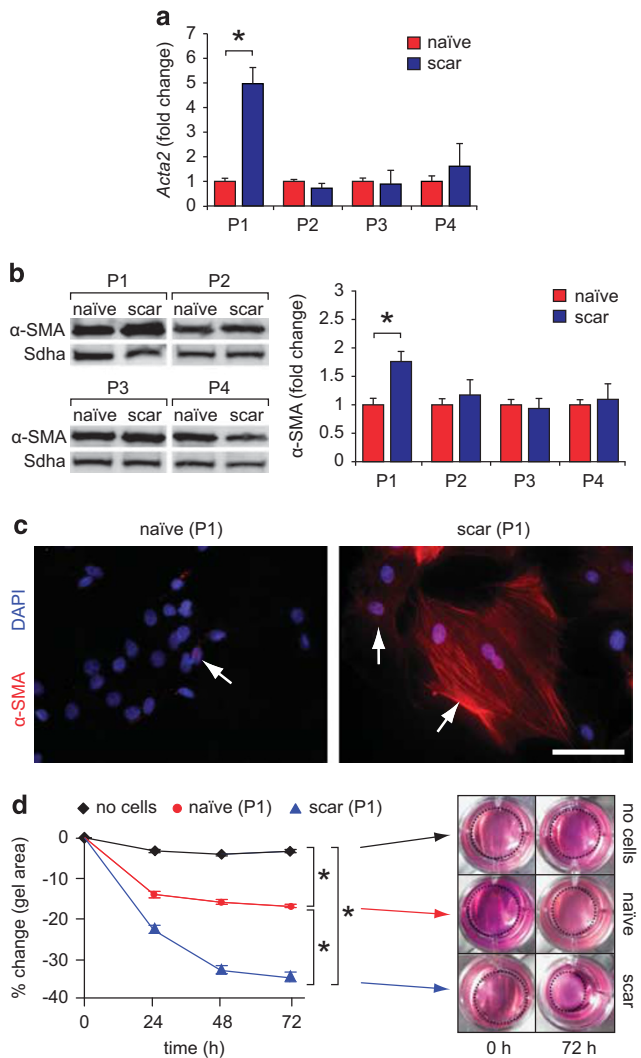 a
Acta2 (fold change)
7
6
5
4
3
2
1
0
*
naïve
scar
P1 P2 P3 P4
b
P1 P2
naïve scar naïve scar
α-SMA
Sdha
P3 P4
naïve scar naïve scar
α-SMA
Sdha
α-SMA (fold change)
3
2.5
2
1.5
1
0.5
0
*
naïve
scar
P1 P2 P3 P4
c
naïve (P1) scar (P1)
α-SMA DAPI
d
no cells naïve (P1) scar (P1)
% change (gel area)
0
-10
-20
-30
-40
0 24 48 72
time (h)
*
*
*
no cells
naïve
scar
0 h 72 h